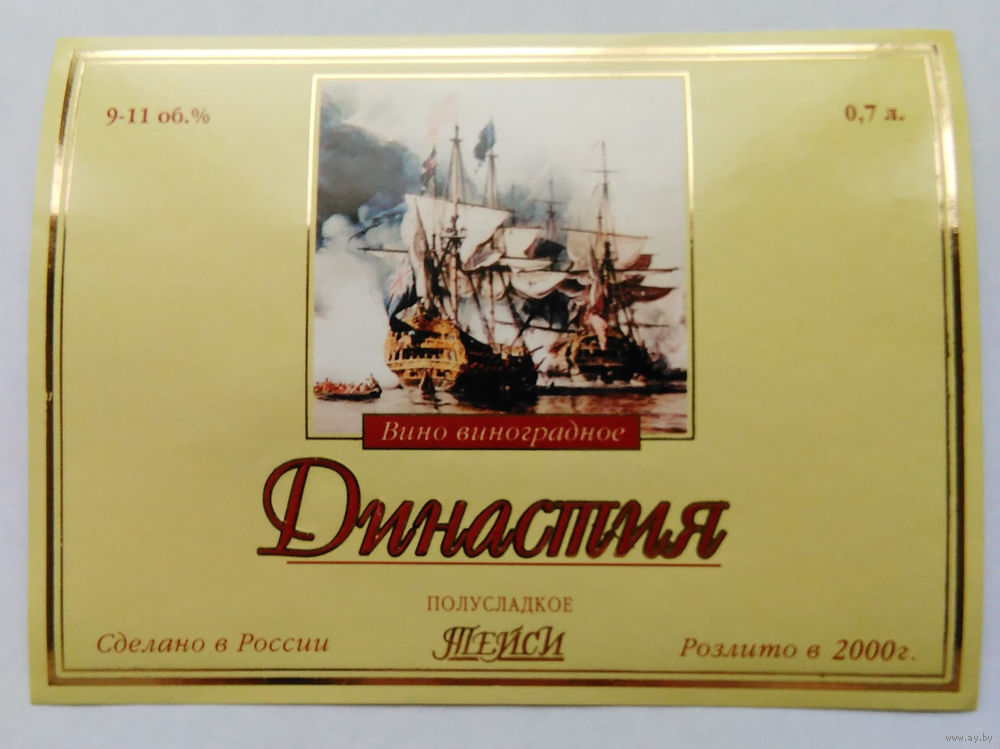 9-11 об.%
0,7 л.
Вино виноградное
Династия
ПОЛУСЛАДКОЕ
Сделано в России
ТЕЙСИ
Розлито в 2000г.
www.ay.by